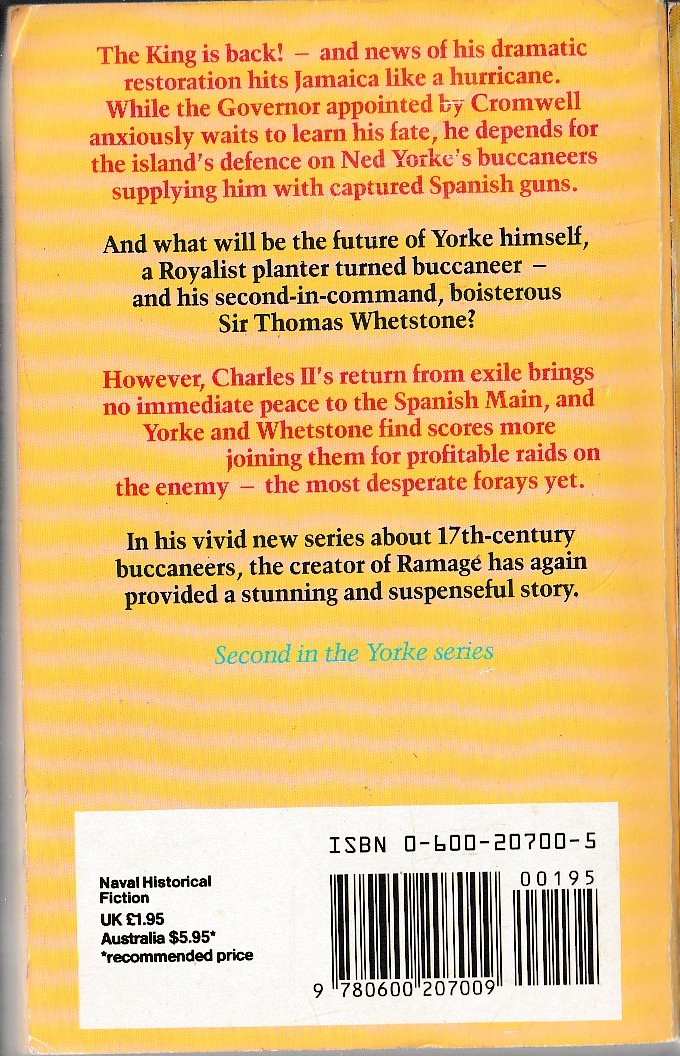 The King is back! – and news of his dramatic
restoration hits Jamaica like a hurricane.
While the Governor appointed by Cromwell
anxiously waits to learn his fate, he depends for
the island's defence on Ned Yorke's buccaneers
supplying him with captured Spanish guns.
And what will be the future of Yorke himself,
a Royalist planter turned buccaneer –
and his second-in-command, boisterous
Sir Thomas Whetstone?
However, Charles II's return from exile brings
no immediate peace to the Spanish Main, and
Yorke and Whetstone find scores more
joining them for profitable raids on
the enemy – the most desperate forays yet.
In his vivid new series about 17th-century
buccaneers, the creator of Ramage has again
provided a stunning and suspenseful story.
Second in the Yorke series
Naval Historical
Fiction
UK £1.95
Australia $5.95*
*recommended price
ISBN 0-600-20700-5
00195
9 780600 207009